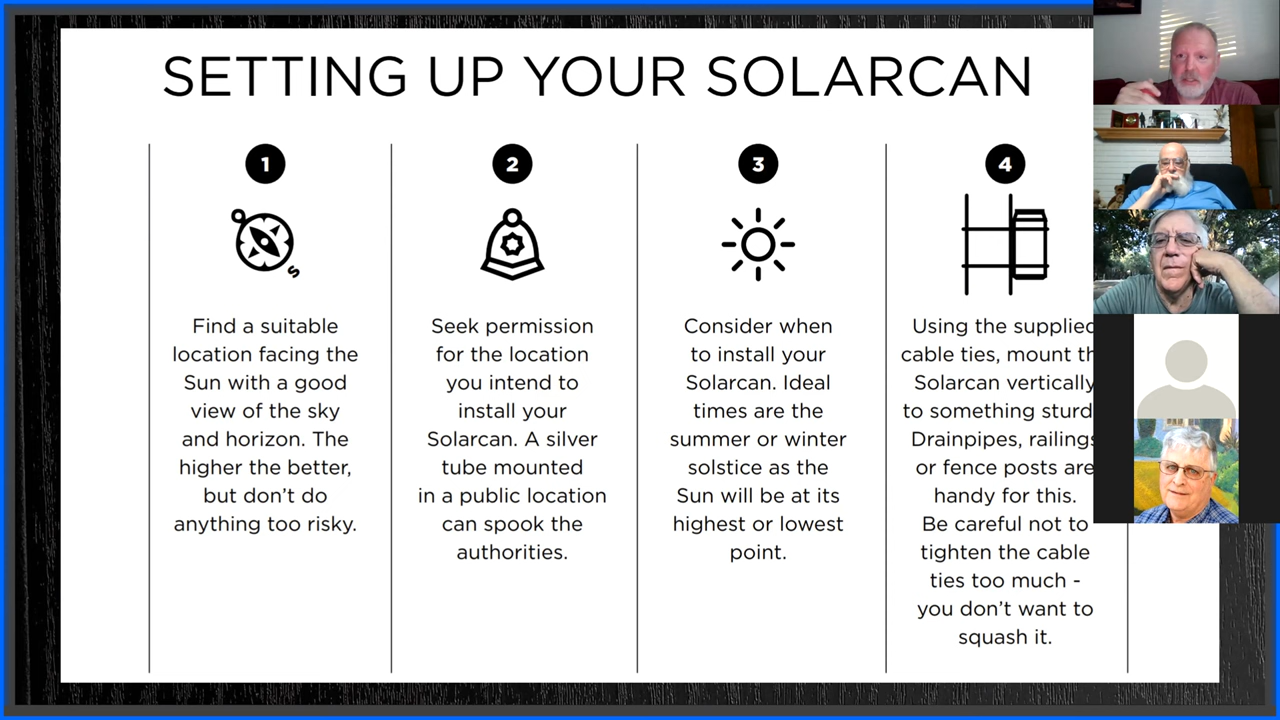 SETTING UP YOUR SOLARCAN
1
S
Find a suitable
location facing the
Sun with a good
view of the sky
and horizon. The
higher the better,
but don't do
anything too risky.
2
Seek permission
for the location
you intend to
install your
Solarcan. A silver
tube mounted
in a public location
can spook the
authorities.
3
Consider when
to install your
Solarcan. Ideal
times are the
summer or winter
solstice as the
Sun will be at its
highest or lowest
point.
4
Using the supplied
cable ties, mount th
Solarcan vertically
to something sturd
Drainpipes, railings
or fence posts are
handy for this.
Be careful not to
tighten the cable
ties too much -
you don't want to
squash it.